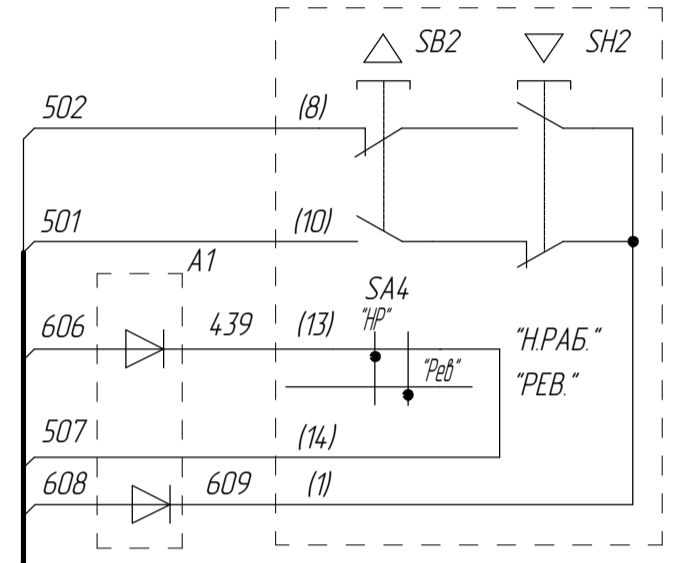 SB2 SH2
502 (8)
501 (10)
A1
SA4
606 439 (13) "НР" "Н.РАБ."
"Рев" "РЕВ."
507 (14)
608 609 (1)